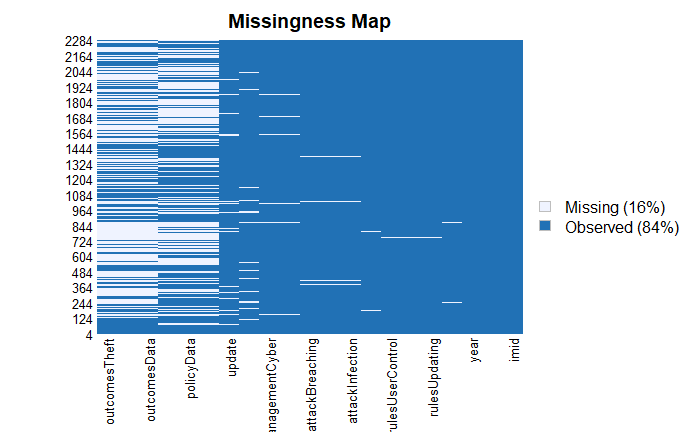 Missingness Map
2284
2164
2044
1924
1804
1684
1564
1444
1324
1204
1084
964
844
724
604
484
364
244
124
4
Missing (16%)
Observed (84%)
outcomesTheft
outcomesData
policyData
update
anagementCyber
attackBreaching
attackInfection
rulesUserControl
rulesUpdating
year
imid